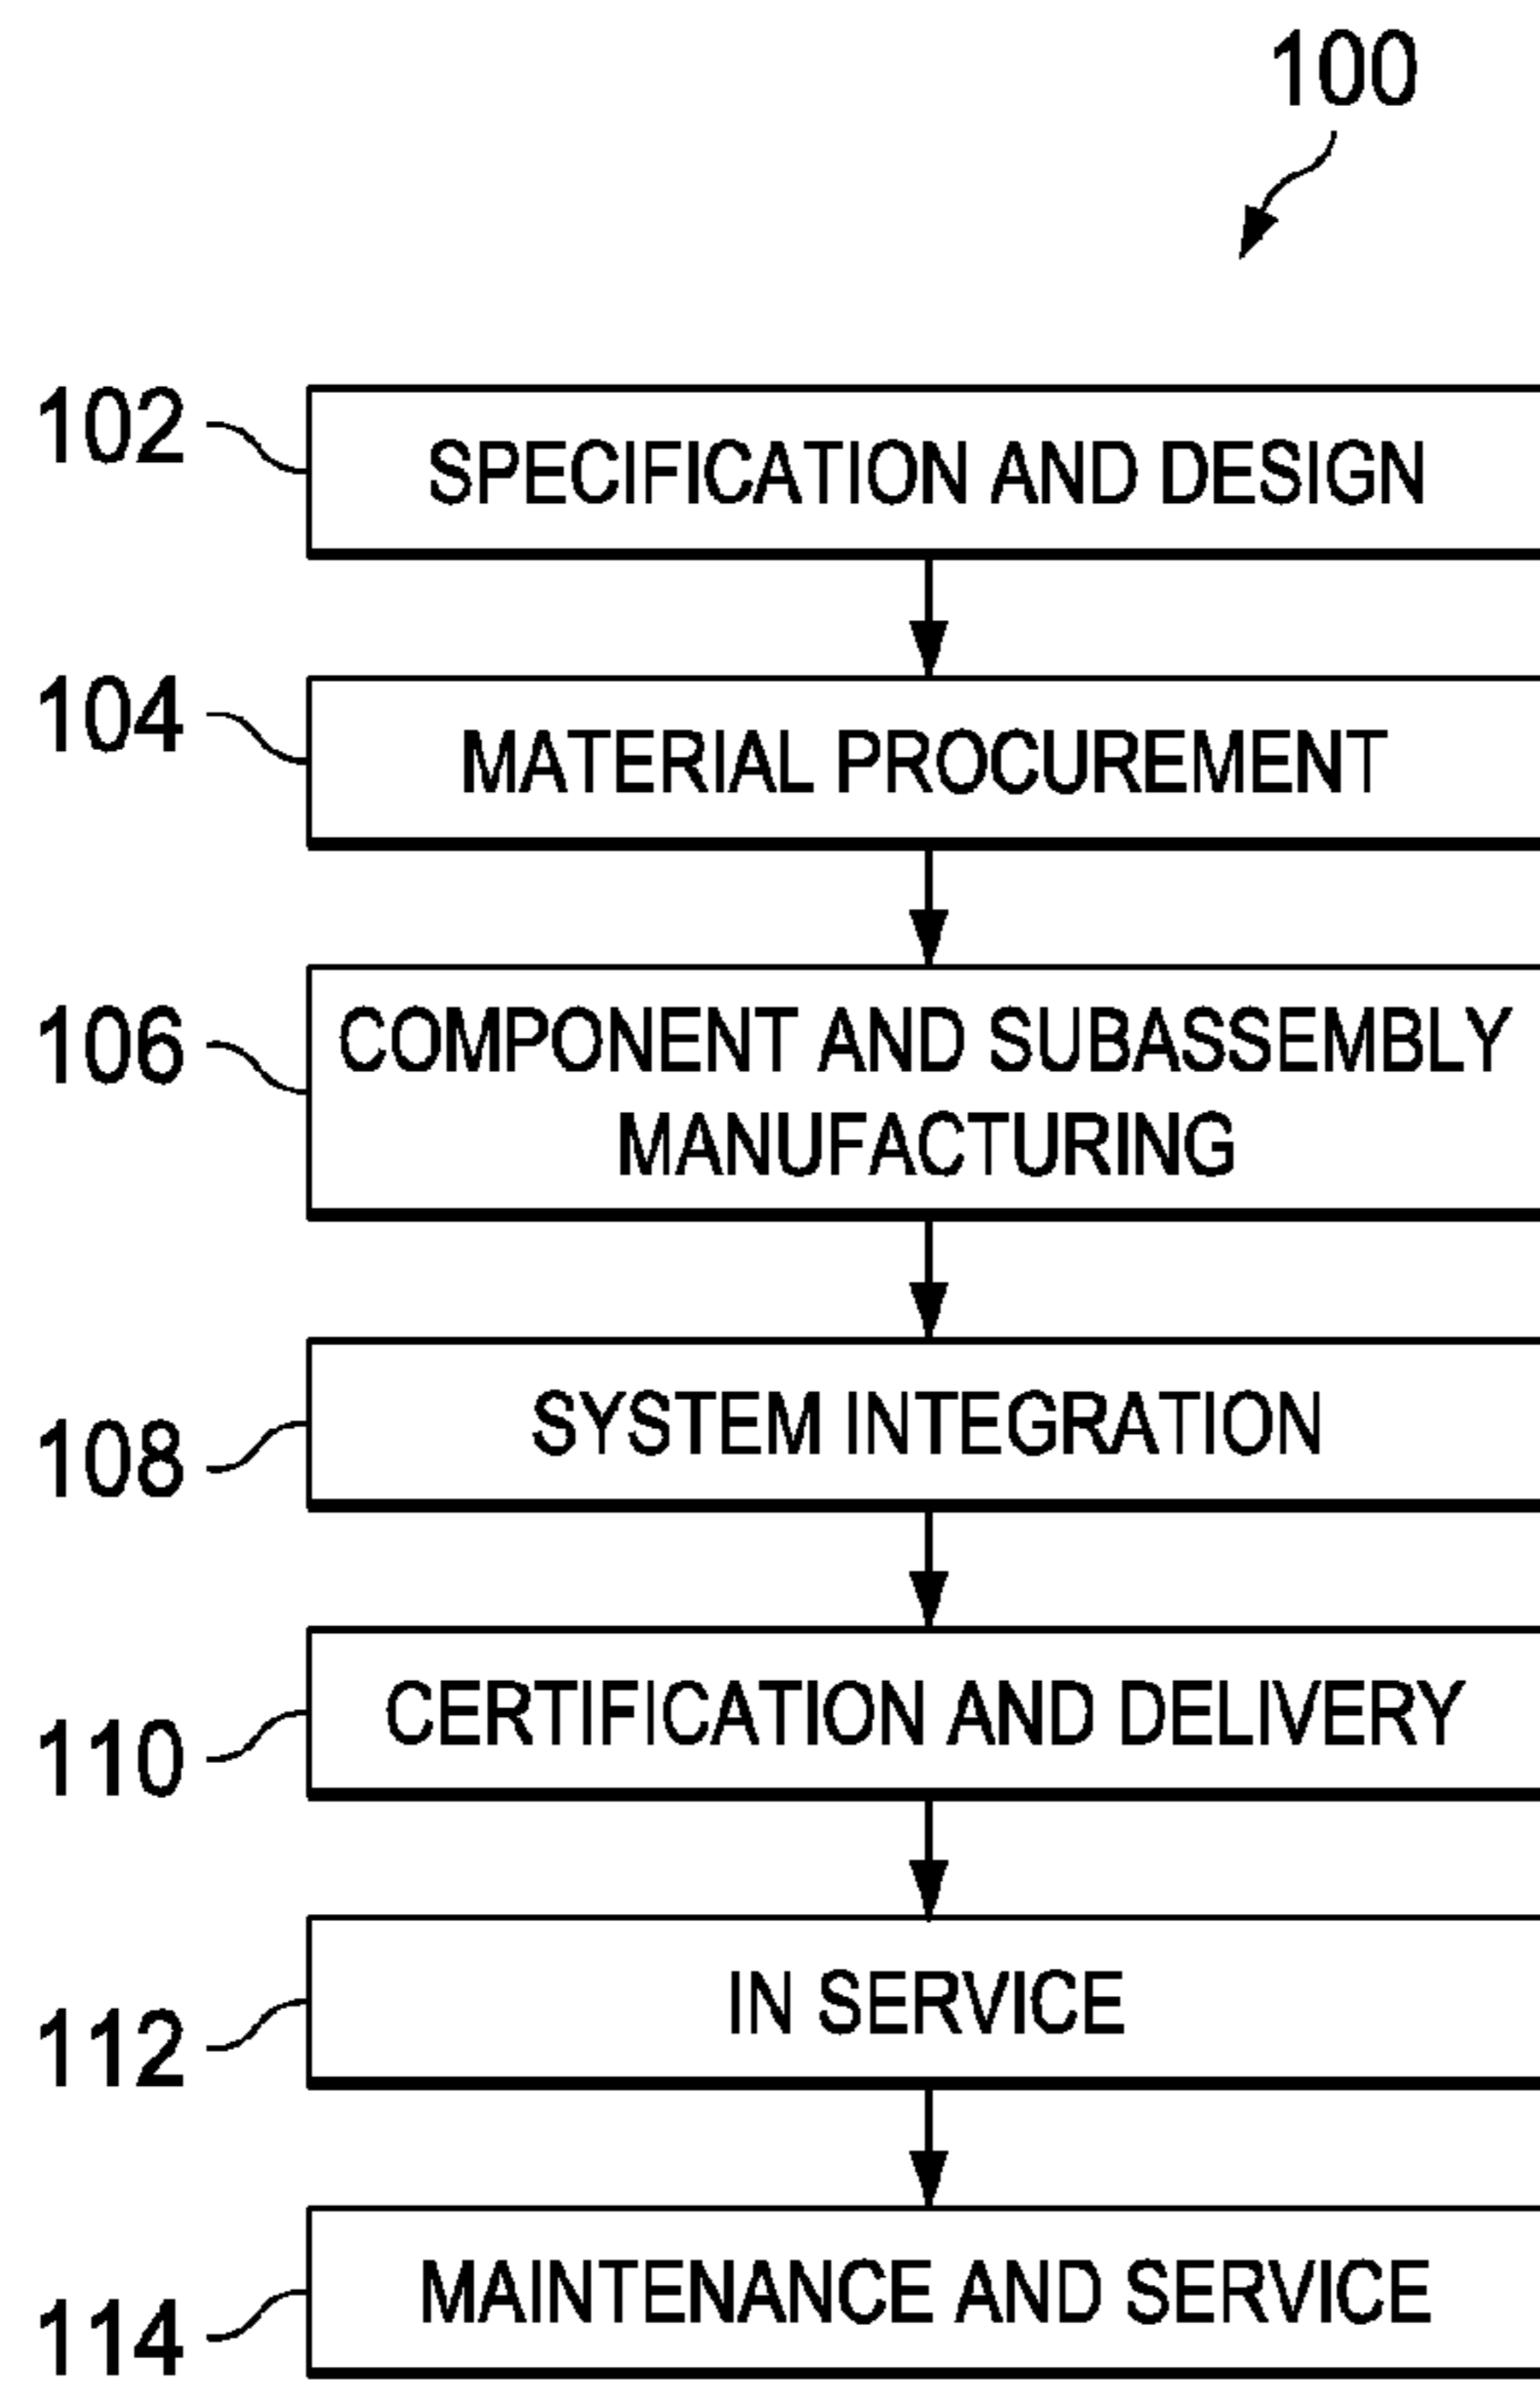 100
102
SPECIFICATION AND DESIGN
104
MATERIAL PROCUREMENT
106
COMPONENT AND SUBASSEMBLY
MANUFACTURING
108
SYSTEM INTEGRATION
110
CERTIFICATION AND DELIVERY
112
IN SERVICE
114
MAINTENANCE AND SERVICE